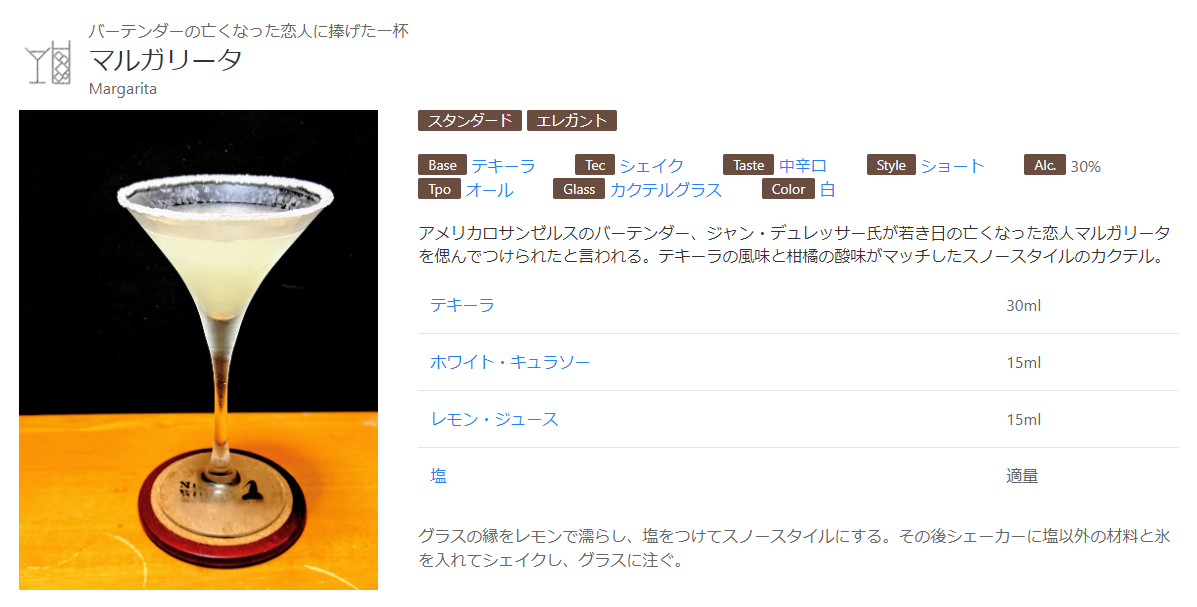 バーテンダーの亡くなった恋人に捧げた一杯
マルガリータ
Margarita
スタンダード エレガント
Base テキーラ Tec シェイク Taste 中辛口 Style ショート Alc. 30%
Tpo オール Glass カクテルグラス Color 白
アメリカロサンゼルスのバーテンダー、ジャン・デュレッサー氏が若き日の亡くなった恋人マルガリータ
を偲んでつけられたと言われる。テキーラの風味と柑橘の酸味がマッチしたスノースタイルのカクテル。
テキーラ 30ml
ホワイト・キュラソー 15ml
レモン・ジュース 15ml
塩 適量
グラスの縁をレモンで濡らし、塩をつけてスノースタイルにする。その後シェーカーに塩以外の材料と氷
を入れてシェイクし、グラスに注ぐ。